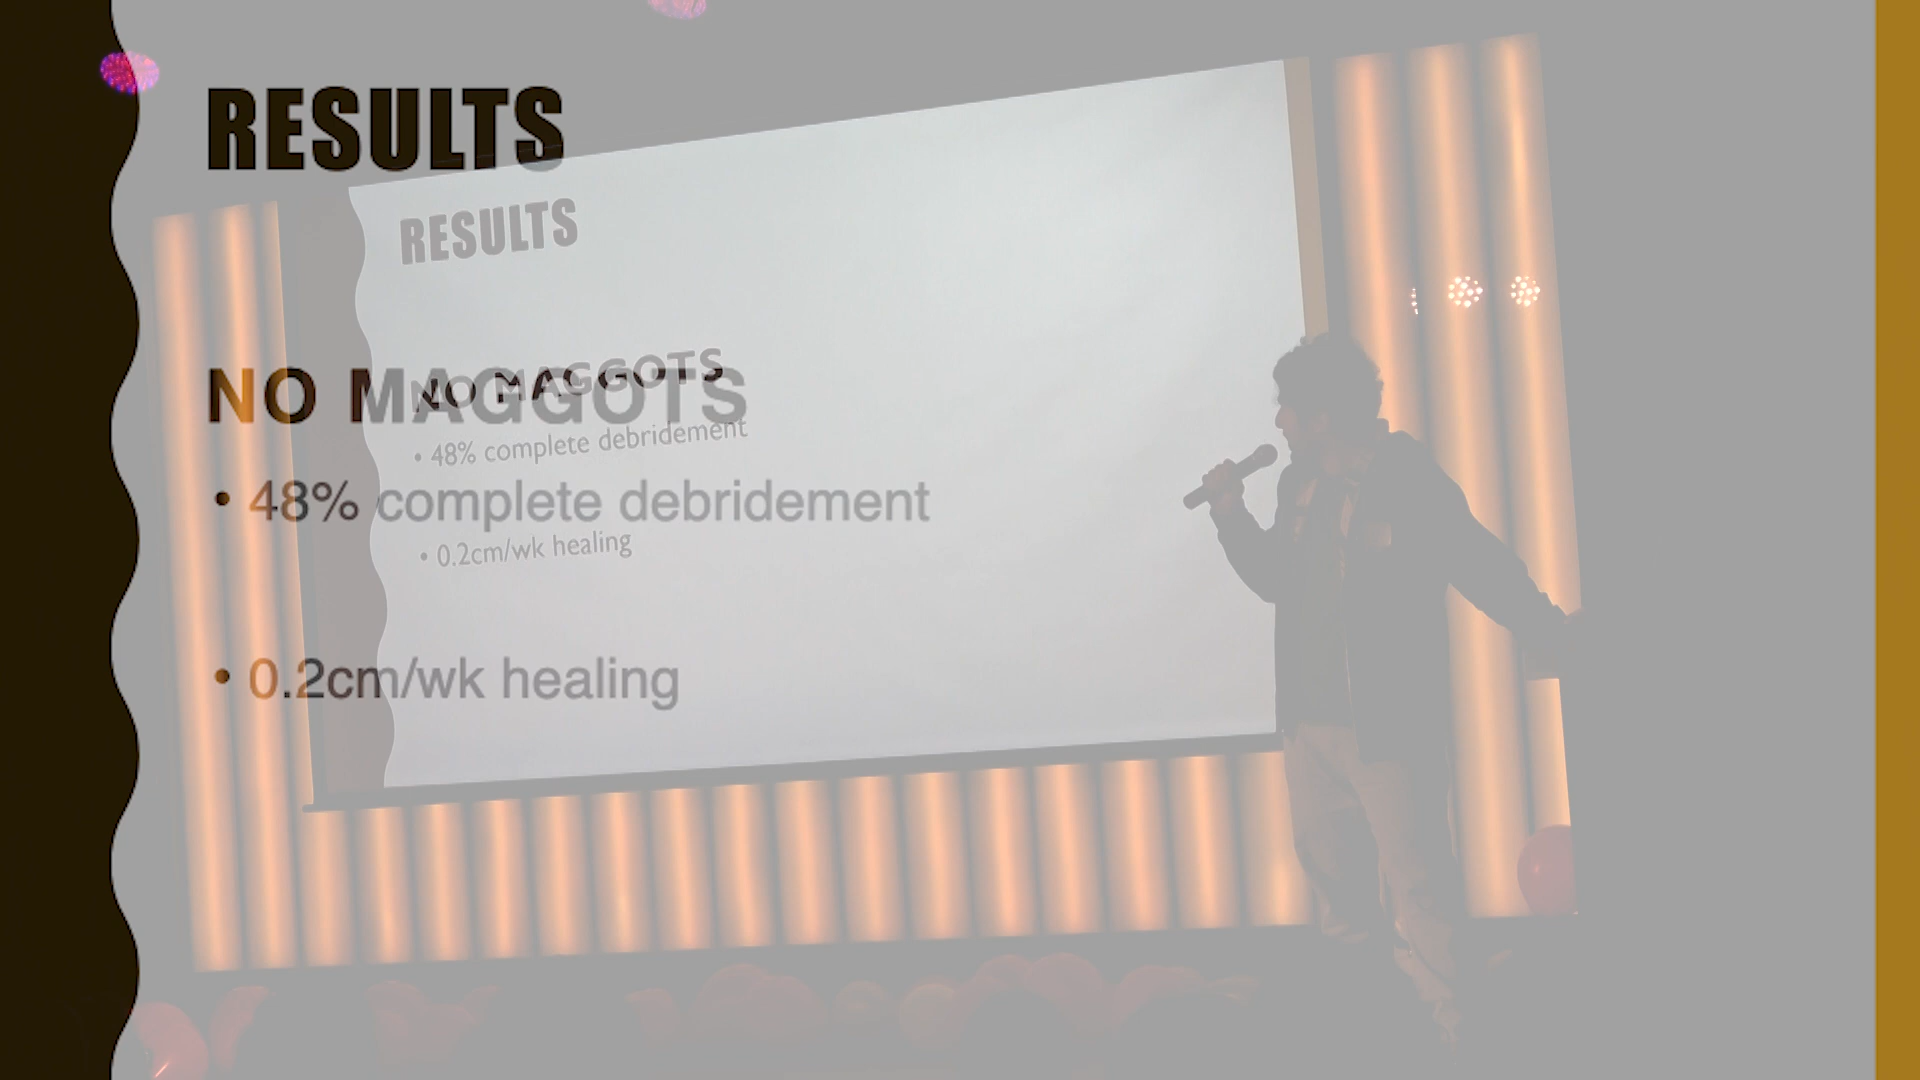 RESULTS
NO MAGGOTS
• 48% complete debridement
• 0.2cm/wk healing
RESULTS
NO MAGGOTS
• 48% complete debridement
• 0.2cm/wk healing